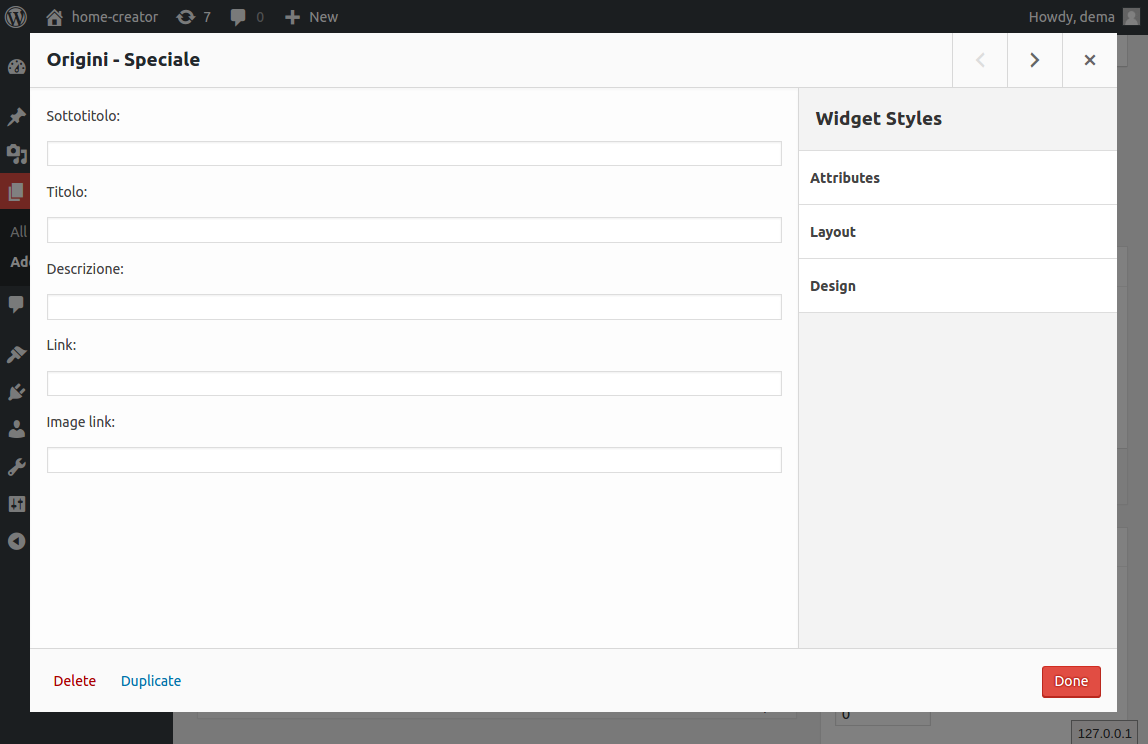 home-creator 7 0 New Howdy, dema
Origini - Speciale
Sottotitolo:
Widget Styles
Attributes
Titolo:
Layout
All
Descrizione:
Design
Link:
Image link:
Delete Duplicate Done
0
127.0.0.1